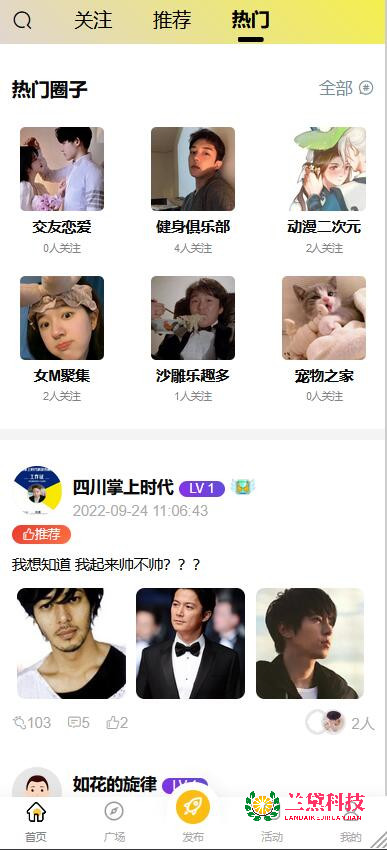 关注 推荐 热门
热门圈子 全部
交友恋爱 健身俱乐部 动漫二次元
0人关注 4人关注 2人关注
女M聚集 沙雕乐趣多 宠物之家
2人关注 1人关注 0人关注
工作证
四川掌上时代 LV 1
2022-09-24 11:06:43
推荐
我想知道 我起来帅不帅？？？
103 5 2 2人
如花的旋律 LV 1
兰黛科技
LANDAIKEJI
首页 广场 发布 活动 我的